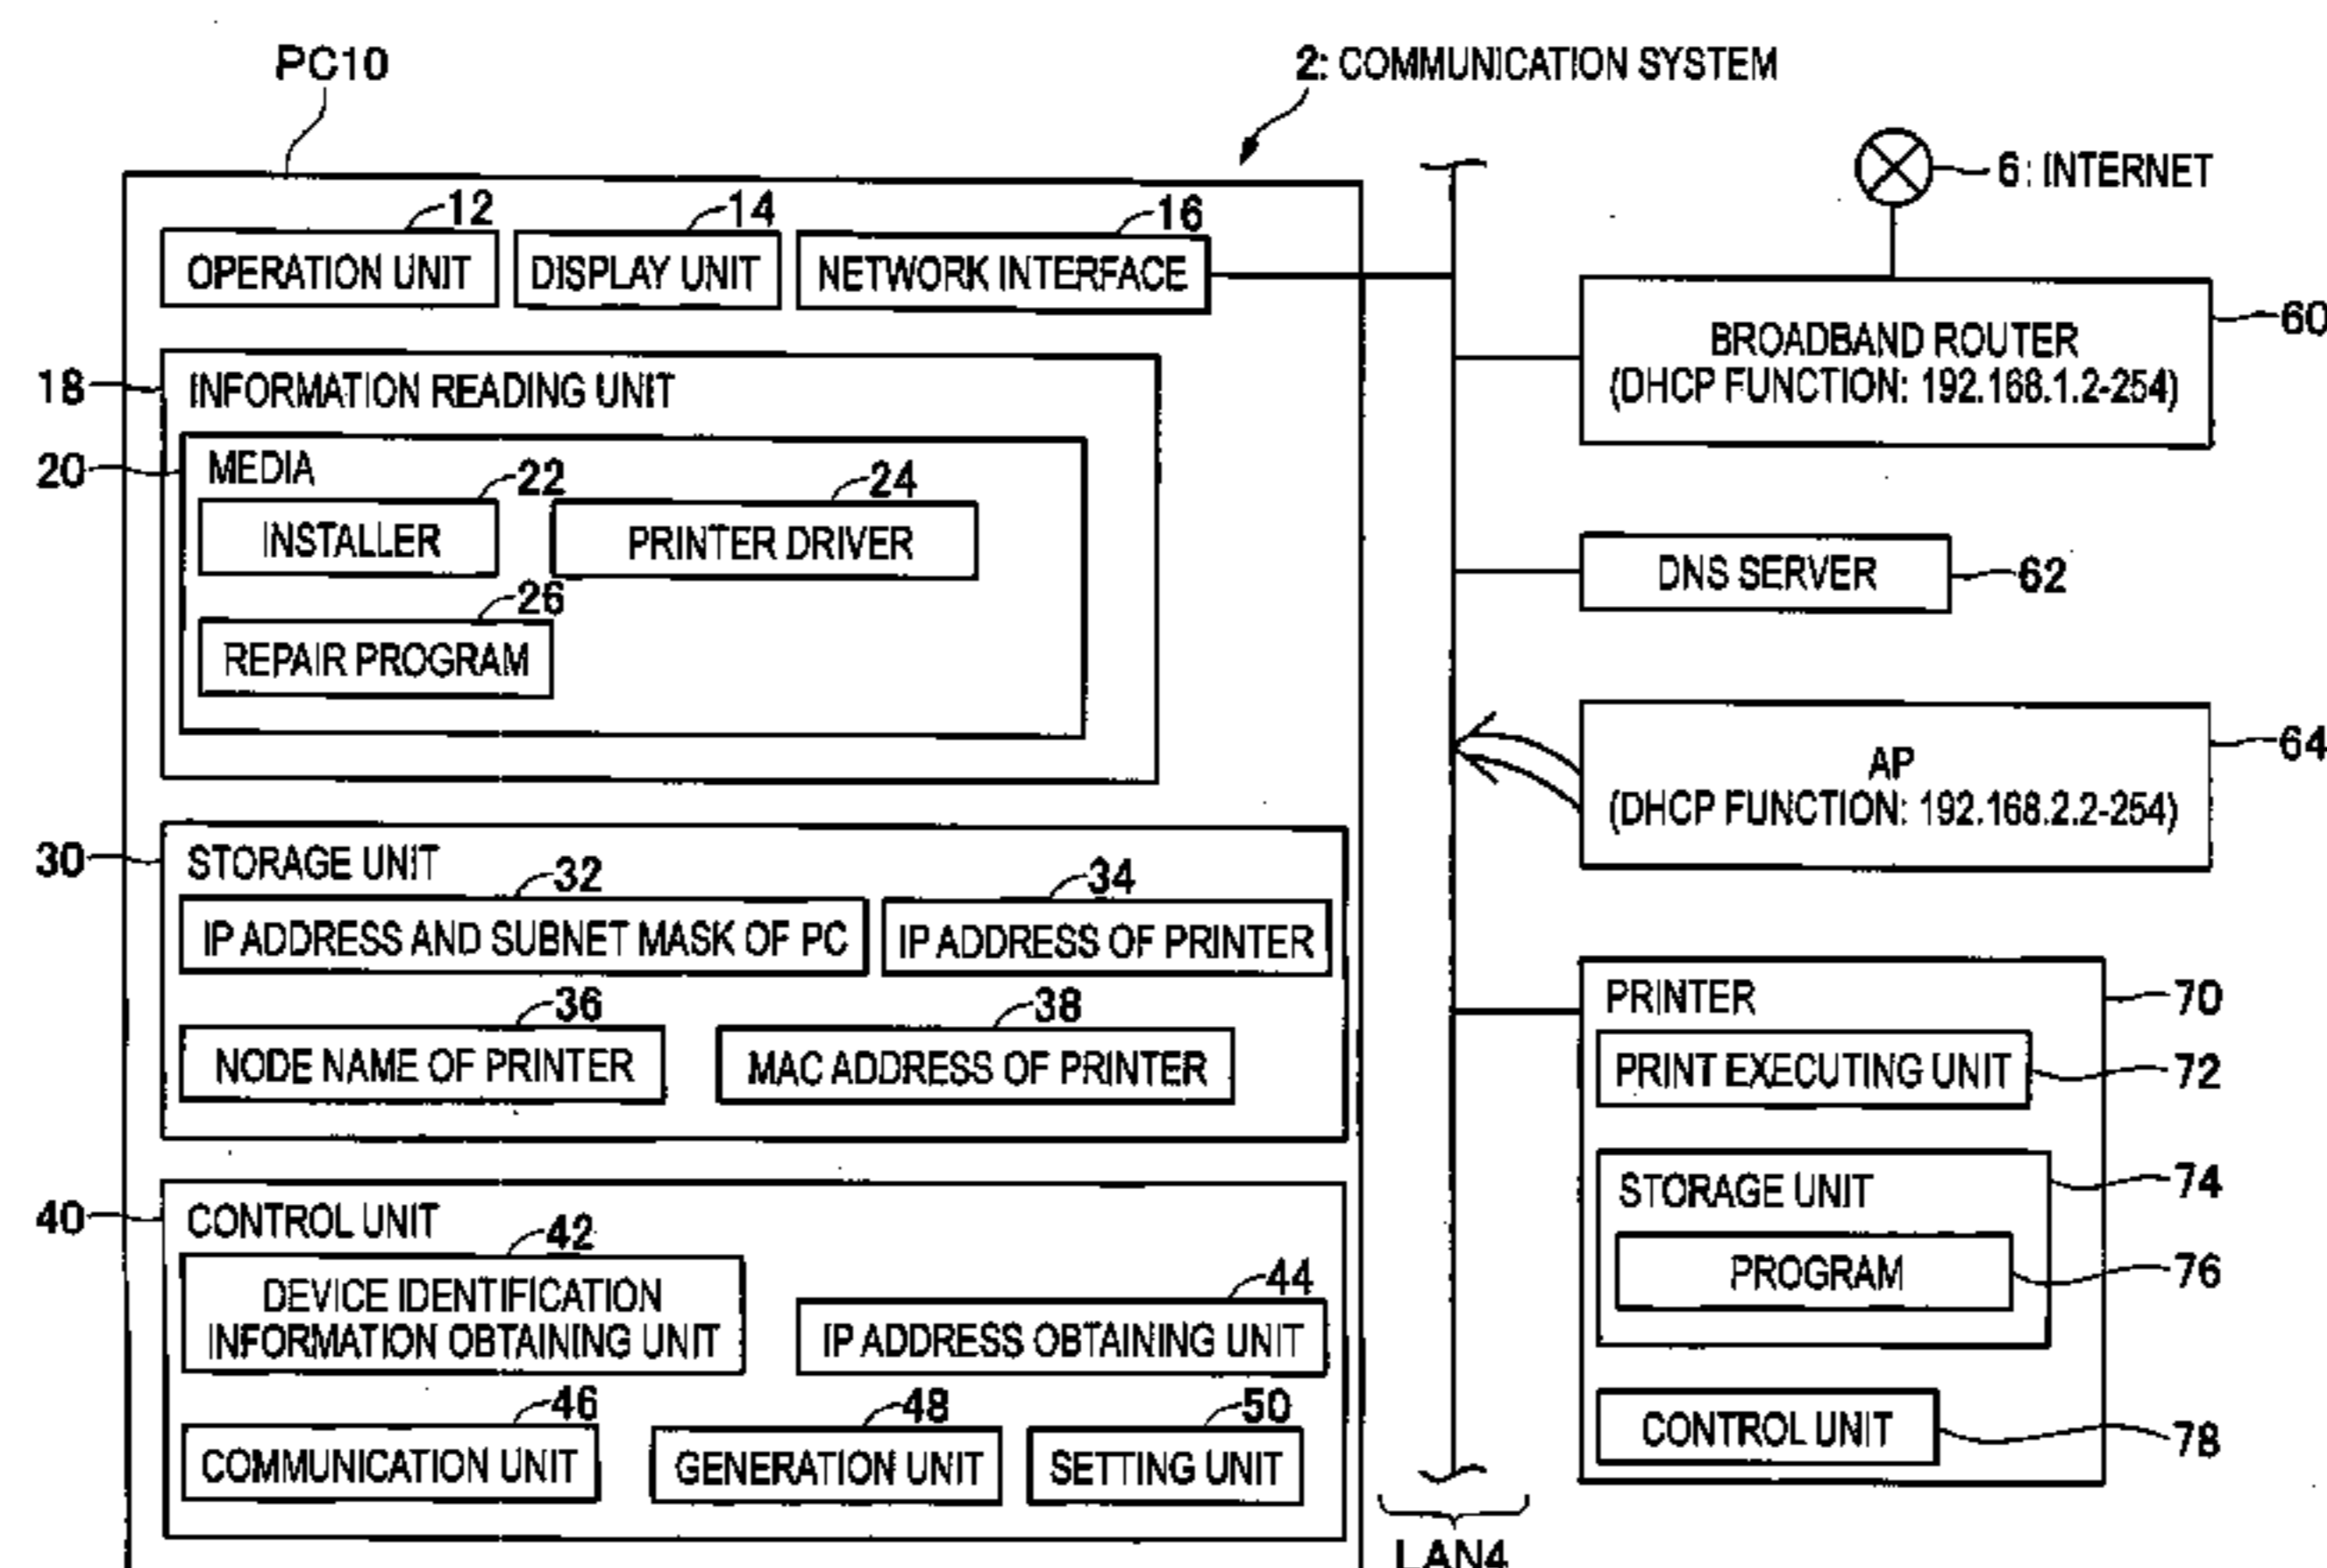 PC10
2: COMMUNICATION SYSTEM
6: INTERNET
12
OPERATION UNIT
14
DISPLAY UNIT
16
NETWORK INTERFACE
18
INFORMATION READING UNIT
20
MEDIA
22
INSTALLER
24
PRINTER DRIVER
26
REPAIR PROGRAM
30
STORAGE UNIT
32
IP ADDRESS AND SUBNET MASK OF PC
34
IP ADDRESS OF PRINTER
36
NODE NAME OF PRINTER
38
MAC ADDRESS OF PRINTER
40
CONTROL UNIT
42
DEVICE IDENTIFICATION
INFORMATION OBTAINING UNIT
44
IP ADDRESS OBTAINING UNIT
46
COMMUNICATION UNIT
48
GENERATION UNIT
50
SETTING UNIT
LAN4
BROADBAND ROUTER
(DHCP FUNCTION: 192.168.1.2-254)
60
DNS SERVER
62
AP
(DHCP FUNCTION: 192.168.2.2-254)
64
PRINTER
70
PRINT EXECUTING UNIT
72
STORAGE UNIT
74
PROGRAM
76
CONTROL UNIT
78